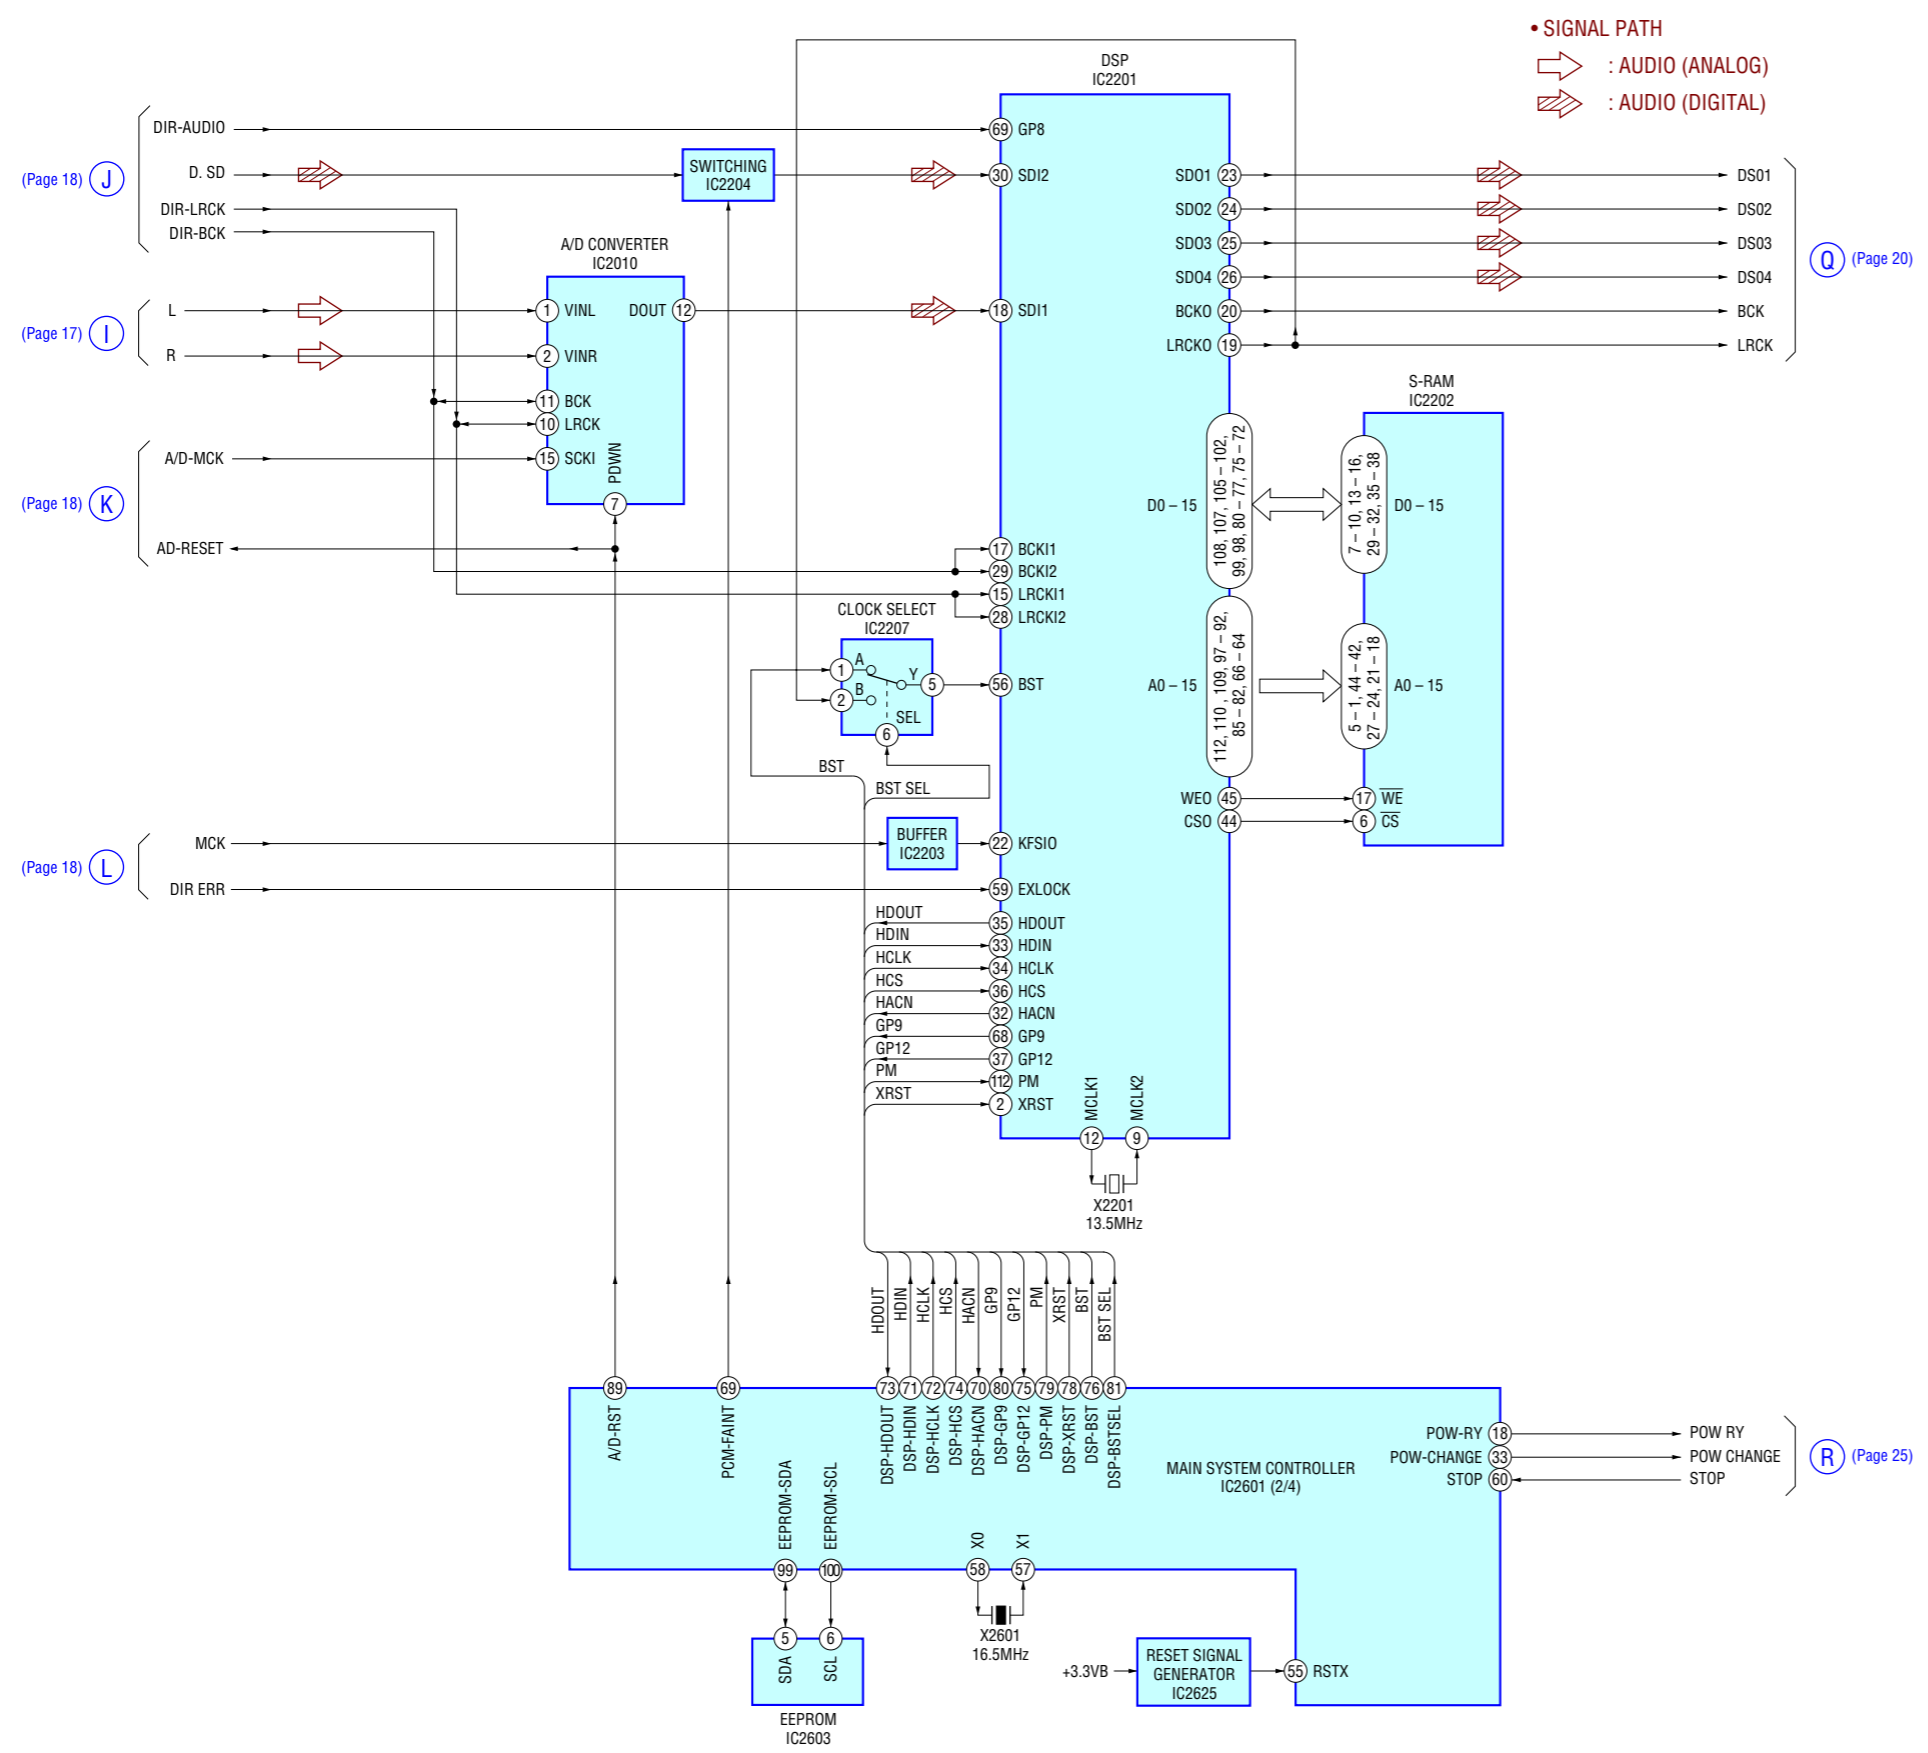 • SIGNAL PATH
: AUDIO (ANALOG)
: AUDIO (DIGITAL)
DSP
IC2201
(Page 18) J
DIR-AUDIO
D. SD
DIR-LRCK
DIR-BCK
SWITCHING
IC2204
69 GP8
30 SDI2
18 SDI1
A/D CONVERTER
IC2010
(Page 17) I
L
R
1 VINL
2 VINR
11 BCK
10 LRCK
15 SCKI
PDWN
7
DOUT 12
(Page 18) K
A/D-MCK
AD-RESET
SDO1 23
SDO2 24
SDO3 25
SDO4 26
BCKO 20
LRCKO 19
DS01
DS02
DS03
DS04
BCK
LRCK
Q (Page 20)
S-RAM
IC2202
D0 – 15
108, 107, 105 – 102,
99, 98, 80 – 77, 75 – 72
7 – 10, 13 – 16,
29 – 32, 35 – 38
D0 – 15
A0 – 15
112, 110 , 109, 97 – 92,
85 – 82, 66 – 64
5 – 1, 44 – 42,
27 – 24, 21 – 18
A0 – 15
WEO 45
CSO 44
17 WE
6 CS
17 BCKI1
29 BCKI2
15 LRCKI1
28 LRCKI2
CLOCK SELECT
IC2207
1 A
2 B
Y 5
SEL
6
56 BST
BST
BST SEL
(Page 18) L
MCK
DIR ERR
BUFFER
IC2203
22 KFSIO
59 EXLOCK
HDOUT 35 HDOUT
HDIN 33 HDIN
HCLK 34 HCLK
HCS 36 HCS
HACN 32 HACN
GP9 68 GP9
GP12 37 GP12
PM 112 PM
XRST 2 XRST
MCLK1
MCLK2
12
9
X2201
13.5MHz
HDOUT
HDIN
HCLK
HCS
HACN
GP9
GP12
PM
XRST
BST
BST SEL
89
69
73
71
72
74
70
80
75
79
78
76
81
A/D-RST
PCM-FAINT
DSP-HDOUT
DSP-HDIN
DSP-HCLK
DSP-HCS
DSP-HACN
DSP-GP9
DSP-GP12
DSP-PM
DSP-XRST
DSP-BST
DSP-BSTSEL
MAIN SYSTEM CONTROLLER
IC2601 (2/4)
POW-RY 18
POW-CHANGE 33
STOP 60
POW RY
POW CHANGE
STOP
R (Page 25)
EEPROM-SDA
EEPROM-SCL
X0
X1
99
100
58
57
X2601
16.5MHz
5
6
SDA
SCL
EEPROM
IC2603
+3.3VB
RESET SIGNAL
GENERATOR
IC2625
55 RSTX